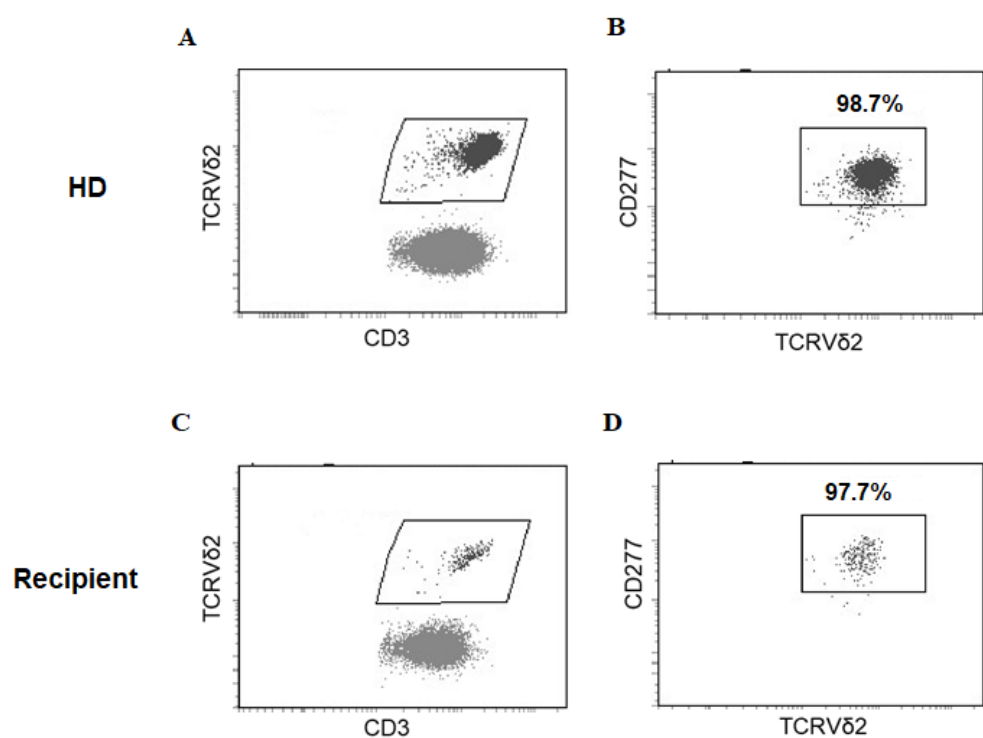 A
B
98.7%
HD
TCRVδ2
CD277
CD3
TCRVδ2
C
D
97.7%
Recipient
TCRVδ2
CD277
CD3
TCRVδ2